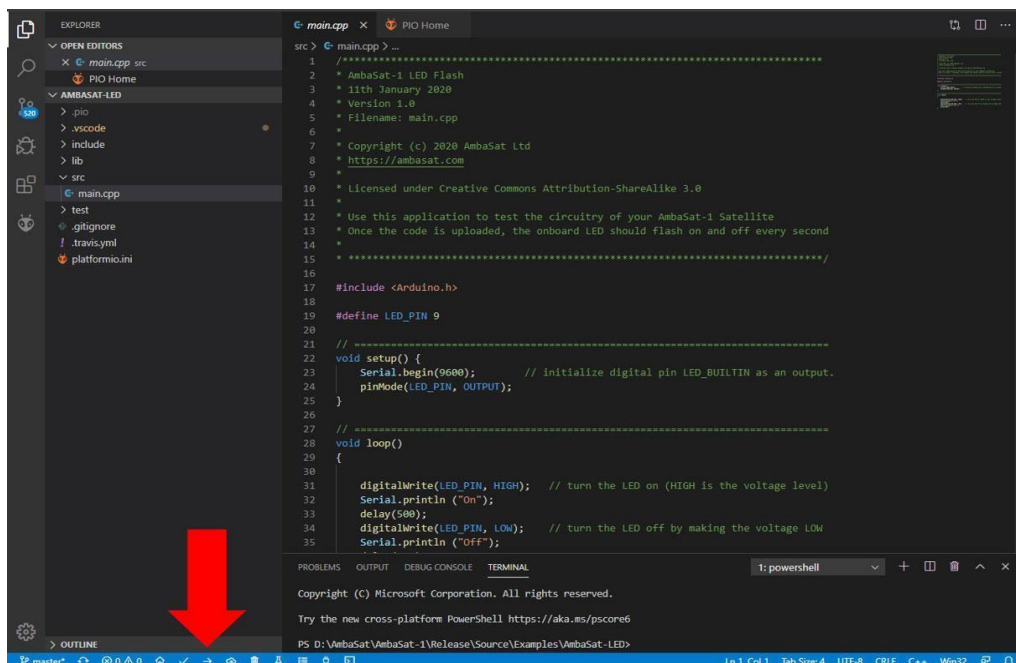 EXPLORER
OPEN EDITORS
main.cpp src
PIO Home
AMBASAT-LED
.pio
.vscode
include
lib
src
main.cpp
test
.gitignore
.travis.yml
platformio.ini
OUTLINE
520
main.cpp
PIO Home
src > main.cpp > ...
1 /******************************************************************************
2 * AmbaSat-1 LED Flash
3 * 11th January 2020
4 * Version 1.0
5 * Filename: main.cpp
6 *
7 * Copyright (c) 2020 AmbaSat Ltd
8 * https://ambasat.com
9 *
10 * Licensed under Creative Commons Attribution-ShareAlike 3.0
11 *
12 * Use this application to test the circuitry of your AmbaSat-1 Satellite
13 * Once the code is uploaded, the onboard LED should flash on and off every second
14 *
15 * *****************************************************************************/
16
17 #include <Arduino.h>
18
19 #define LED_PIN 9
20
21 // ==============================================================================
22 void setup() {
23 Serial.begin(9600); // initialize digital pin LED_BUILTIN as an output.
24 pinMode(LED_PIN, OUTPUT);
25 }
26
27 // ==============================================================================
28 void loop()
29 {
30
31 digitalWrite(LED_PIN, HIGH); // turn the LED on (HIGH is the voltage level)
32 Serial.println ("On");
33 delay(500);
34 digitalWrite(LED_PIN, LOW); // turn the LED off by making the voltage LOW
35 Serial.println ("Off");
PROBLEMS OUTPUT DEBUG CONSOLE TERMINAL 1: powershell
Copyright (C) Microsoft Corporation. All rights reserved.
Try the new cross-platform PowerShell https://aka.ms/pscore6
PS D:\AmbaSat\AmbaSat-1\Release\Source\Examples\AmbaSat-LED>
master* 0 0 Ln 1, Col 1 Tab Size: 4 UTF-8 CRLF C++ Win32